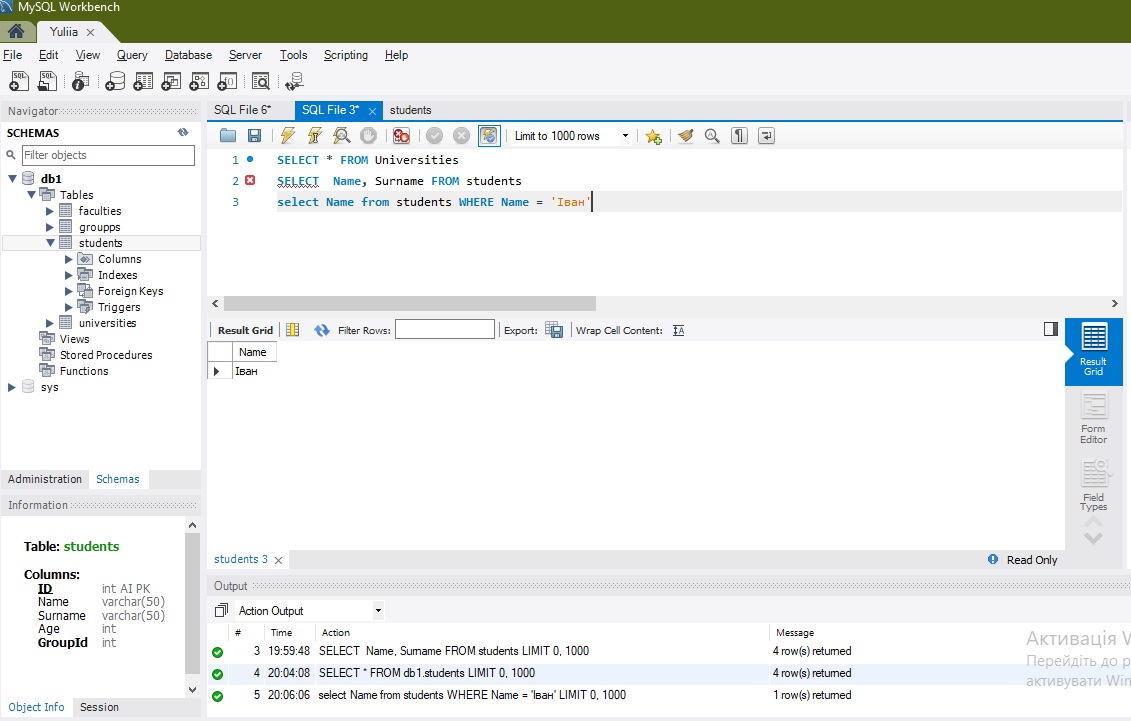 MySQL Workbench
Yuliia
File Edit View Query Database Server Tools Scripting Help
Navigator
SCHEMAS
Filter objects
db1
Tables
faculties
groupps
students
Columns
Indexes
Foreign Keys
Triggers
universities
Views
Stored Procedures
Functions
sys
Administration Schemas
Information
Table: students
Columns:
ID int AI PK
Name varchar(50)
Surname varchar(50)
Age int
GroupId int
Object Info Session
SQL File 6* SQL File 3* students
Limit to 1000 rows
1 SELECT * FROM Universities
2 SELECT Name, Surname FROM students
3 select Name from students WHERE Name = 'Іван'
Result Grid Filter Rows: Export: Wrap Cell Content:
Name
Іван
Result Grid
Form Editor
Field Types
students 3
Read Only
Output
Action Output
# Time Action Message
3 19:59:48 SELECT Name, Surname FROM students LIMIT 0, 1000 4 row(s) returned
4 20:04:08 SELECT * FROM db1.students LIMIT 0, 1000 4 row(s) returned
5 20:06:06 select Name from students WHERE Name = 'Іван' LIMIT 0, 1000 1 row(s) returned
Активація W
Перейдіть до р
активувати Win